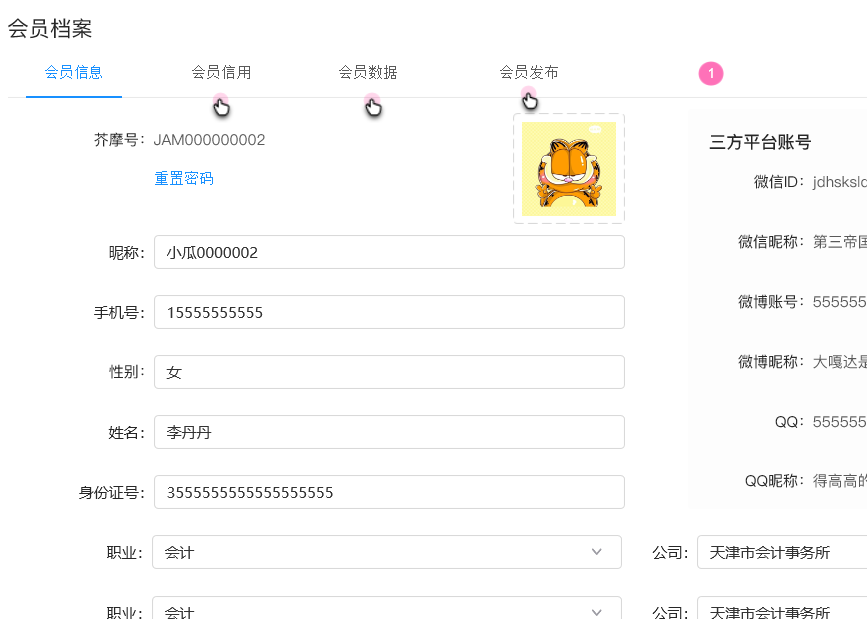 会员档案
会员信息 会员信用 会员数据 会员发布 1
芥摩号： JAM000000002
重置密码
三方平台账号
微信ID： jdhsksl
昵称： 小瓜0000002
微信昵称： 第三帝国
手机号： 15555555555
微博账号： 555555
性别： 女
微博昵称： 大嘎达是
姓名： 李丹丹
QQ： 555555
身份证号： 3555555555555555555
QQ昵称： 得高高的
职业： 会计 公司： 天津市会计事务所
职业： 会计 公司： 天津市会计事务所